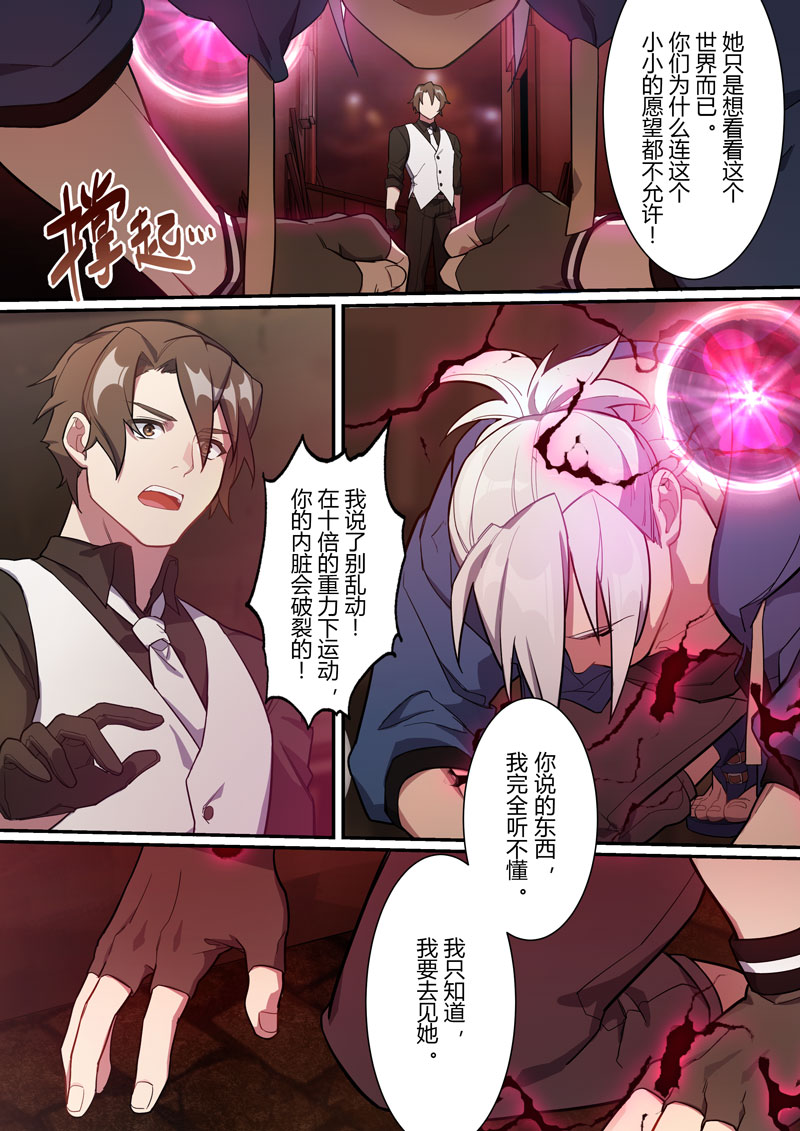 她只是想看看这个
世界而已。
你们为什么连这个
小小的愿望都不允许！
撑起…
我说了别乱动！
在十倍的重力下运动，
你的内脏会破裂的！
你说的东西，
我完全听不懂。
我只知道，
我要去见她。